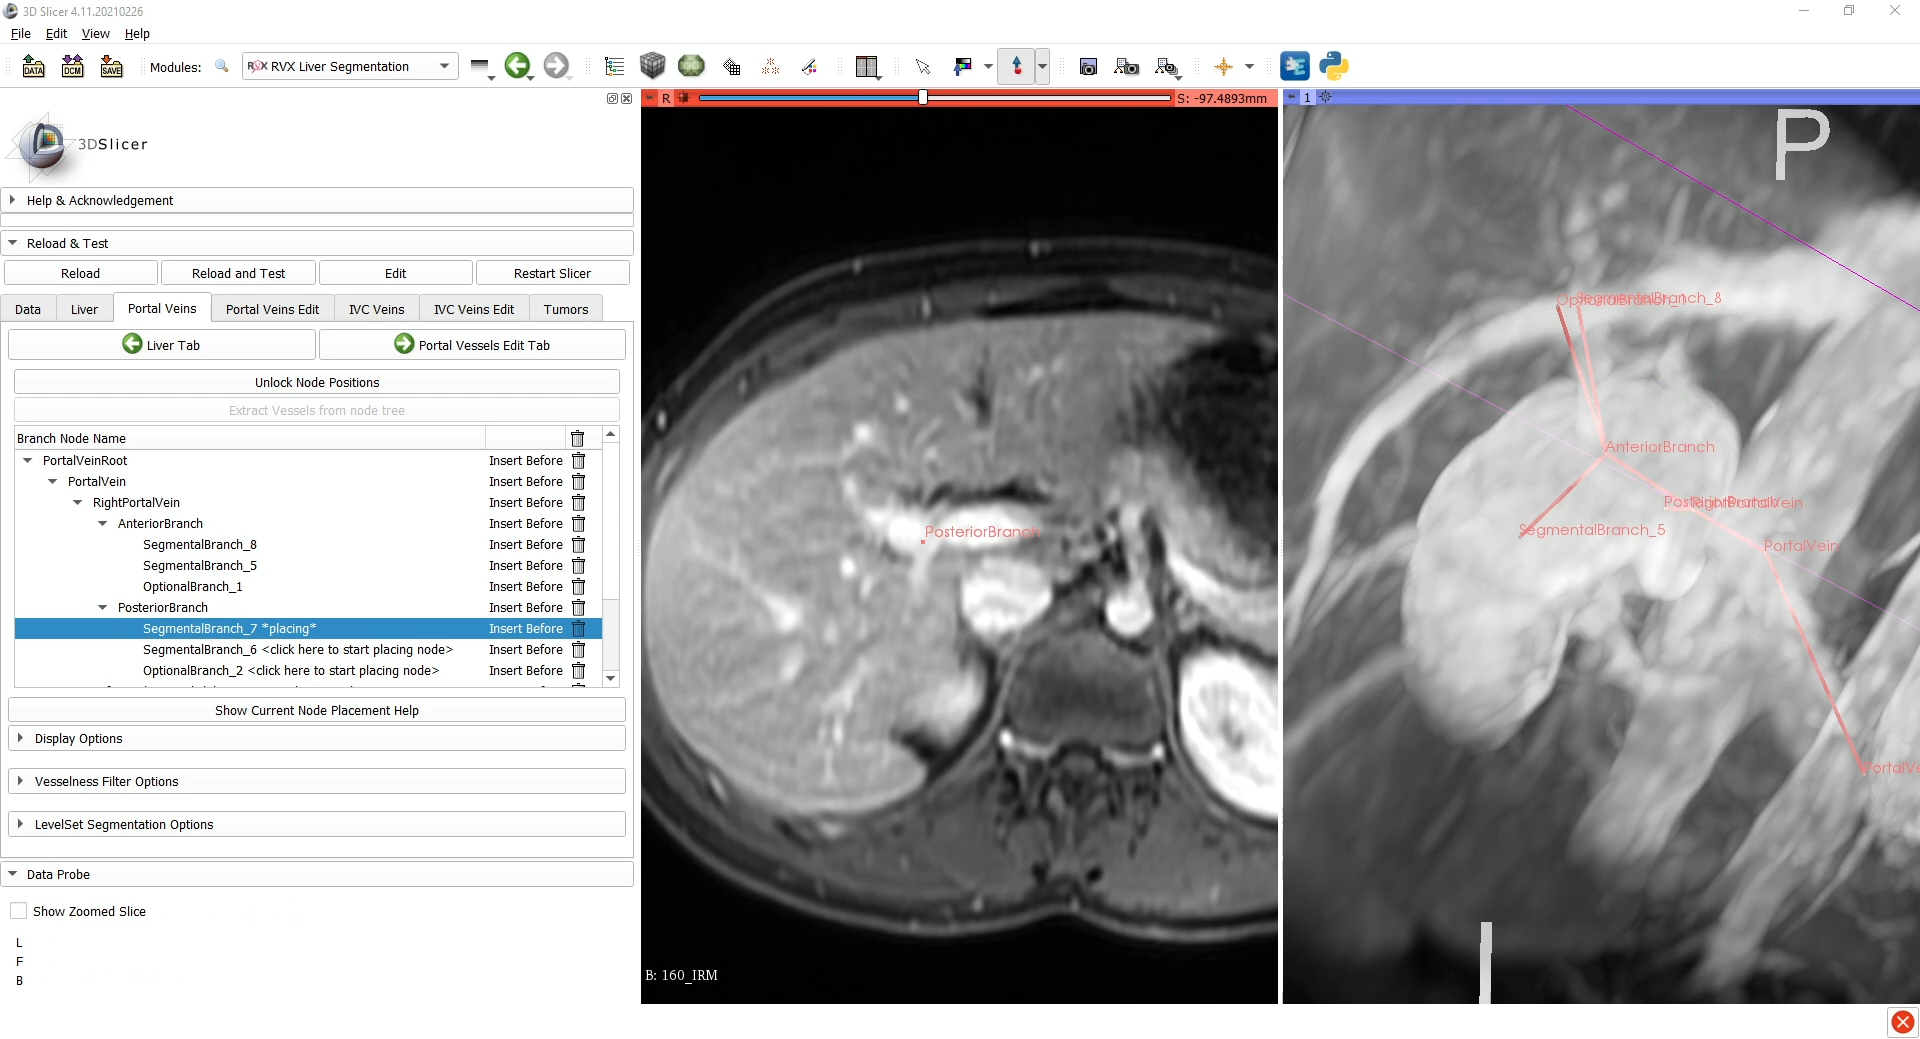 3D Slicer 4.11.20210226
File Edit View Help
DATA DCM SAVE Modules: RVX RVX Liver Segmentation
R S: -97.4893mm
1
3DSlicer
Help & Acknowledgement
Reload & Test
Reload Reload and Test Edit Restart Slicer
Data Liver Portal Veins Portal Veins Edit IVC Veins IVC Veins Edit Tumors
Liver Tab Portal Vessels Edit Tab
Unlock Node Positions
Extract Vessels from node tree
Branch Node Name
PortalVeinRoot Insert Before
PortalVein Insert Before
RightPortalVein Insert Before
AnteriorBranch Insert Before
SegmentalBranch_8 Insert Before
SegmentalBranch_5 Insert Before
OptionalBranch_1 Insert Before
PosteriorBranch Insert Before
SegmentalBranch_7 *placing* Insert Before
SegmentalBranch_6 <click here to start placing node> Insert Before
OptionalBranch_2 <click here to start placing node> Insert Before
Show Current Node Placement Help
Display Options
Vesselness Filter Options
LevelSet Segmentation Options
Data Probe
Show Zoomed Slice
L
F
B
PosteriorBranch
B: 160_IRM
P
OptionalBranch_1
SegmentalBranch_8
AnteriorBranch
PosteriorBranch
RightPortalVein
SegmentalBranch_5
PortalVein
PortalVe
I